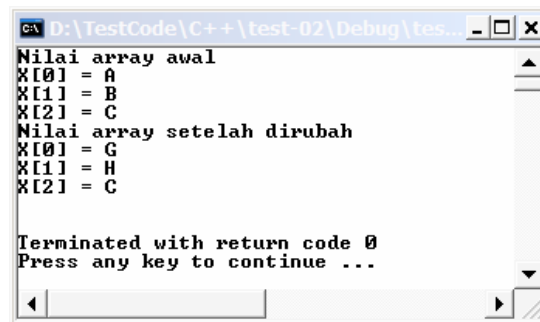 D:\TestCode\C++\test-02\Debug\tes...
Nilai array awal
X[0] = A
X[1] = B
X[2] = C
Nilai array setelah dirubah
X[0] = G
X[1] = H
X[2] = C
Terminated with return code 0
Press any key to continue ...